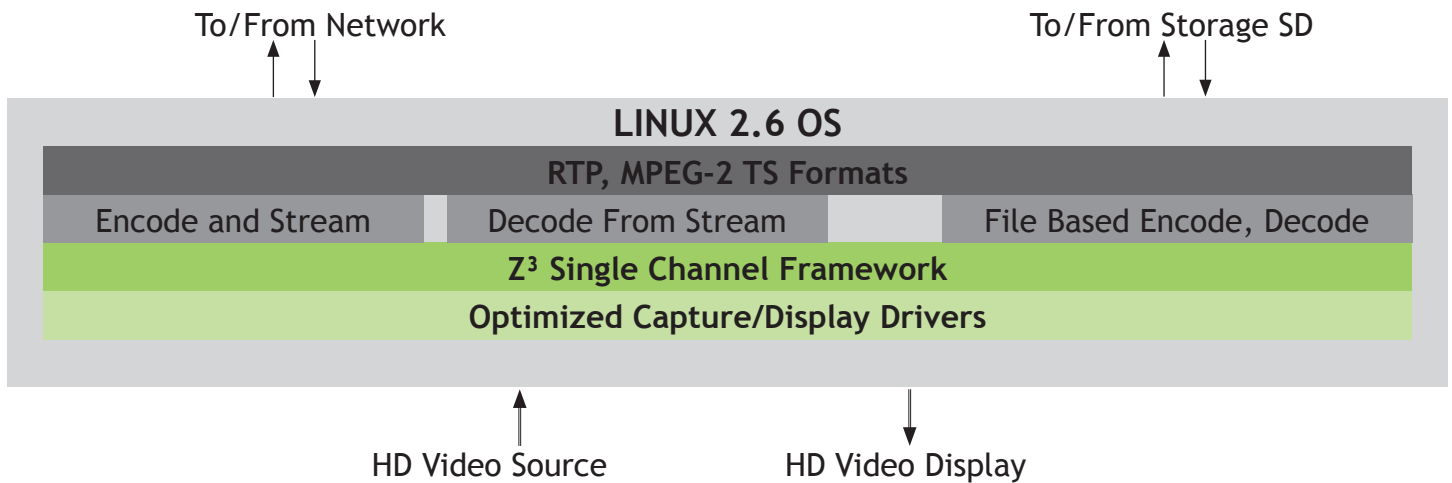 To/From Network
To/From Storage SD
LINUX 2.6 OS
RTP, MPEG-2 TS Formats
Encode and Stream
Decode From Stream
File Based Encode, Decode
Z³ Single Channel Framework
Optimized Capture/Display Drivers
HD Video Source
HD Video Display